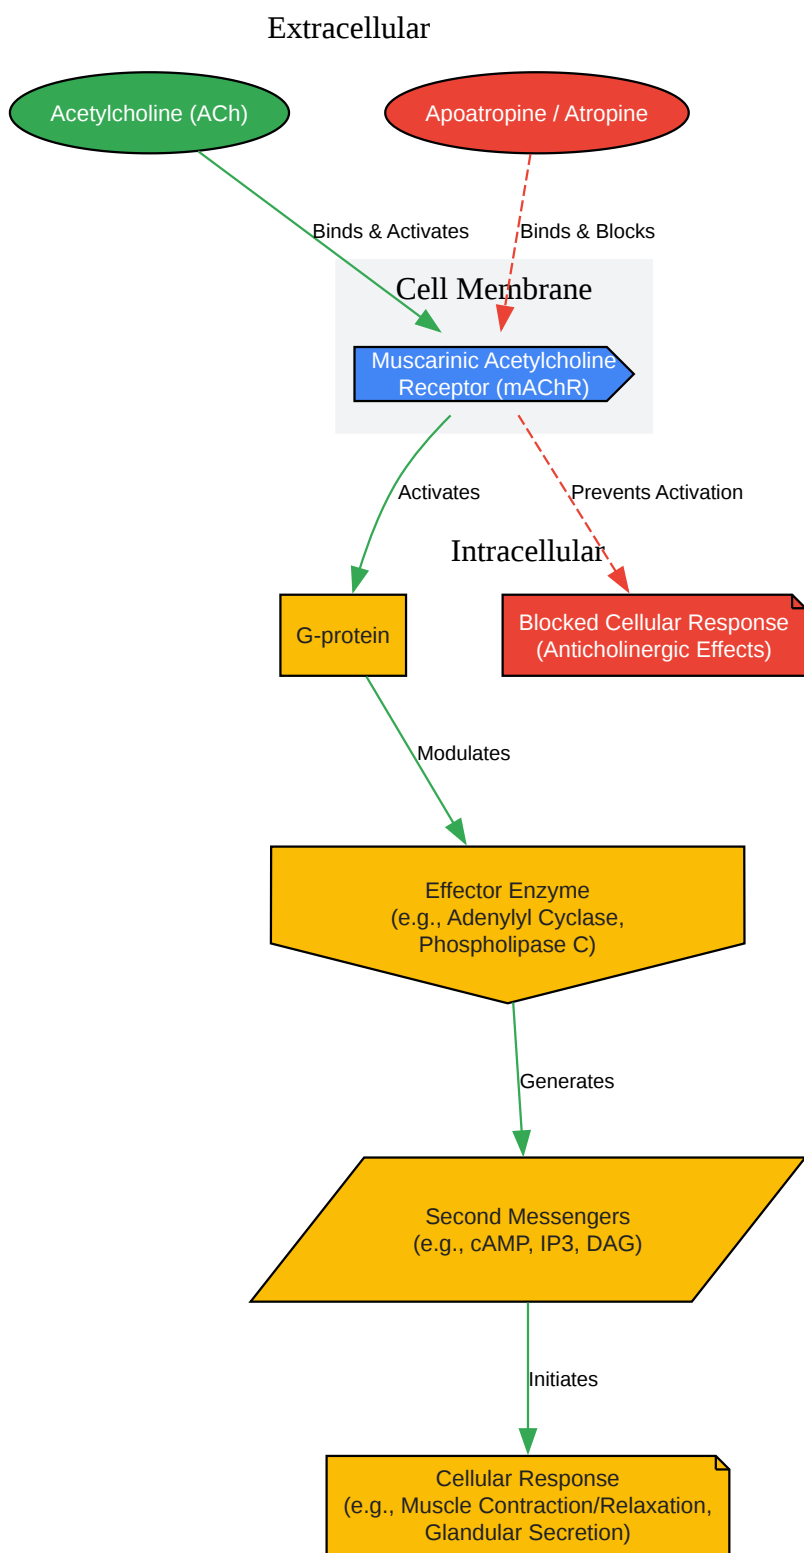 Extracellular
Acetylcholine (ACh)
Apoatropine / Atropine
Binds & Activates
Binds & Blocks
Cell Membrane
Muscarinic Acetylcholine
Receptor (mAChR)
Activates
Prevents Activation
Intracellular
G-protein
Blocked Cellular Response
(Anticholinergic Effects)
Modulates
Effector Enzyme
(e.g., Adenylyl Cyclase,
Phospholipase C)
Generates
Second Messengers
(e.g., cAMP, IP3, DAG)
Initiates
Cellular Response
(e.g., Muscle Contraction/Relaxation,
Glandular Secretion)